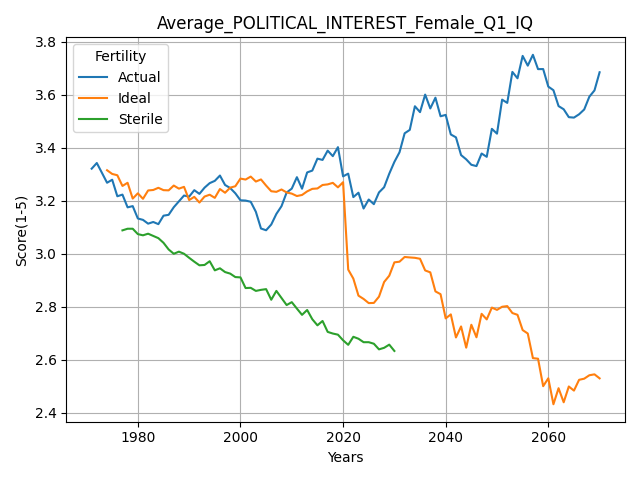 Average_POLITICAL_INTEREST_Female_Q1_IQ
Fertility
Actual
Ideal
Sterile
Score(1-5)
3.8
3.6
3.4
3.2
3.0
2.8
2.6
2.4
1980 2000 2020 2040 2060
Years